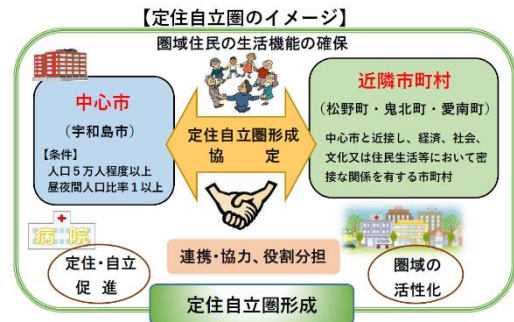 【定住自立圏のイメージ】
圏域住民の生活機能の確保
中心市
（宇和島市）
【条件】
人口５万人程度以上
昼夜間人口比率１以上
定住自立圏形成
協　定
近隣市町村
（松野町・鬼北町・愛南町）
中心市と近接し、経済、社会、
文化又は住民生活等において密
接な関係を有する市町村
病院
定住・自立
促進
連携・協力、役割分担
圏域の
活性化
定住自立圏形成